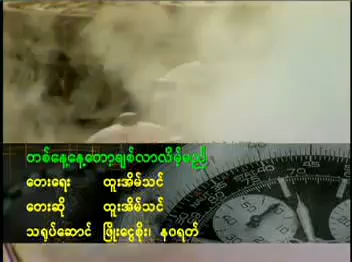 တစ်နေ့နေ့တော့ချစ်လာလိမ့်မည်
တေးရေး ထူးအိမ်သင်
တေးဆို ထူးအိမ်သင်
သရုပ်ဆောင် ဖြိုးငွေစိုး၊ နဝရတ်